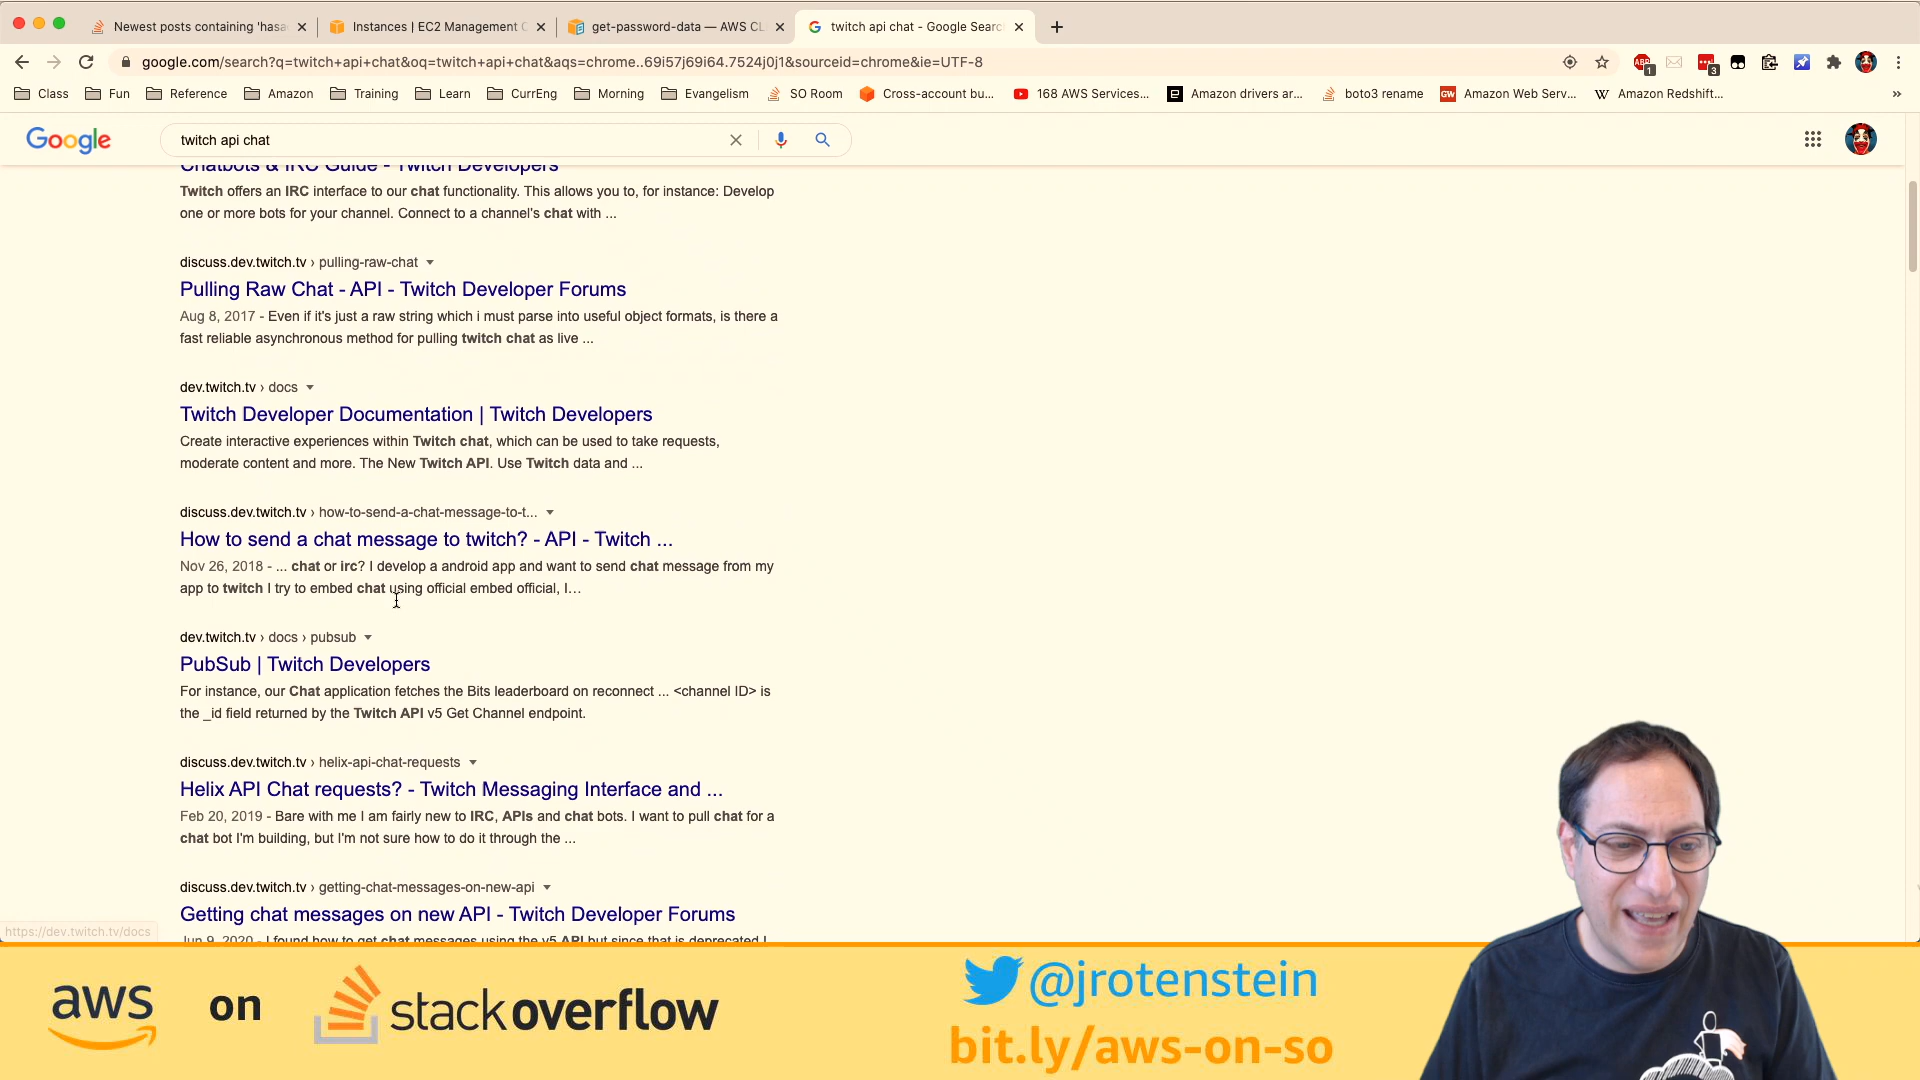 Newest posts containing 'hasa
Instances | EC2 Management C
get-password-data — AWS CL
twitch api chat - Google Searc
google.com/search?q=twitch+api+chat&oq=twitch+api+chat&aqs=chrome..69i57j69i64.7524j0j1&sourceid=chrome&ie=UTF-8
ABP
1
3
Class
Fun
Reference
Amazon
Training
Learn
CurrEng
Morning
Evangelism
SO Room
Cross-account bu...
168 AWS Services...
Amazon drivers ar...
boto3 rename
GW
Amazon Web Serv...
W
Amazon Redshift...
»
Google
twitch api chat
Chatbots & IRC Guide - Twitch Developers
Twitch offers an IRC interface to our chat functionality. This allows you to, for instance: Develop
one or more bots for your channel. Connect to a channel's chat with ...
discuss.dev.twitch.tv › pulling-raw-chat
Pulling Raw Chat - API - Twitch Developer Forums
Aug 8, 2017 - Even if it's just a raw string which i must parse into useful object formats, is there a
fast reliable asynchronous method for pulling twitch chat as live ...
dev.twitch.tv › docs
Twitch Developer Documentation | Twitch Developers
Create interactive experiences within Twitch chat, which can be used to take requests,
moderate content and more. The New Twitch API. Use Twitch data and ...
discuss.dev.twitch.tv › how-to-send-a-chat-message-to-t...
How to send a chat message to twitch? - API - Twitch ...
Nov 26, 2018 - ... chat or irc? I develop a android app and want to send chat message from my
app to twitch I try to embed chat using official embed official, I...
dev.twitch.tv › docs › pubsub
PubSub | Twitch Developers
For instance, our Chat application fetches the Bits leaderboard on reconnect ... <channel ID> is
the _id field returned by the Twitch API v5 Get Channel endpoint.
discuss.dev.twitch.tv › helix-api-chat-requests
Helix API Chat requests? - Twitch Messaging Interface and ...
Feb 20, 2019 - Bare with me I am fairly new to IRC, APIs and chat bots. I want to pull chat for a
chat bot I'm building, but I'm not sure how to do it through the ...
discuss.dev.twitch.tv › getting-chat-messages-on-new-api
Getting chat messages on new API - Twitch Developer Forums
Jun 9, 2020 - I found how to get chat messages using the v5 API but since that is deprecated I
https://dev.twitch.tv/docs
aws on stackoverflow
@jrotenstein
bit.ly/aws-on-so